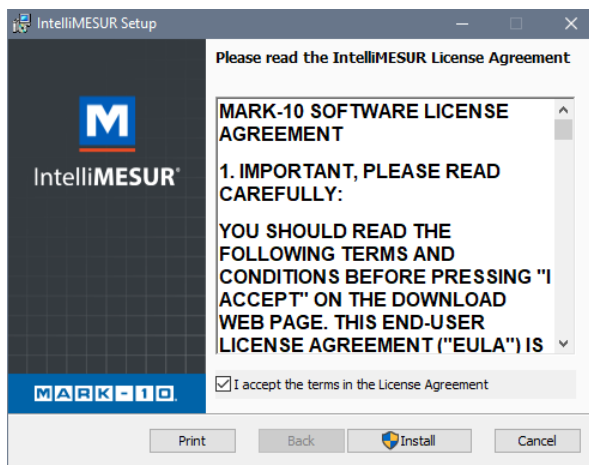 IntelliMESUR Setup
Please read the IntelliMESUR License Agreement
M
IntelliMESUR®
MARK-10 SOFTWARE LICENSE
AGREEMENT
1. IMPORTANT, PLEASE READ
CAREFULLY:
YOU SHOULD READ THE
FOLLOWING TERMS AND
CONDITIONS BEFORE PRESSING "I
ACCEPT" ON THE DOWNLOAD
WEB PAGE. THIS END-USER
LICENSE AGREEMENT ("EULA") IS
I accept the terms in the License Agreement
MARK-10
Print
Back
Install
Cancel